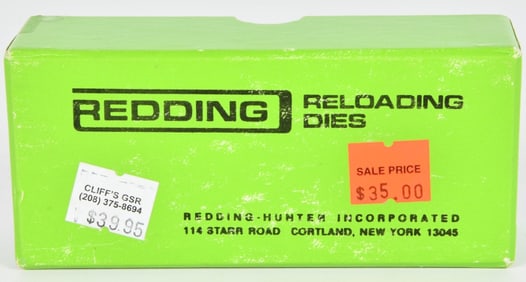 REDDING
RELOADING
DIES
SALE PRICE
$35.00
CLIFF'S GSR
(208) 375-8694
$39.95
REDDING-HUNTER INCORPORATED
114 STARR ROAD CORTLAND, NEW YORK 13045